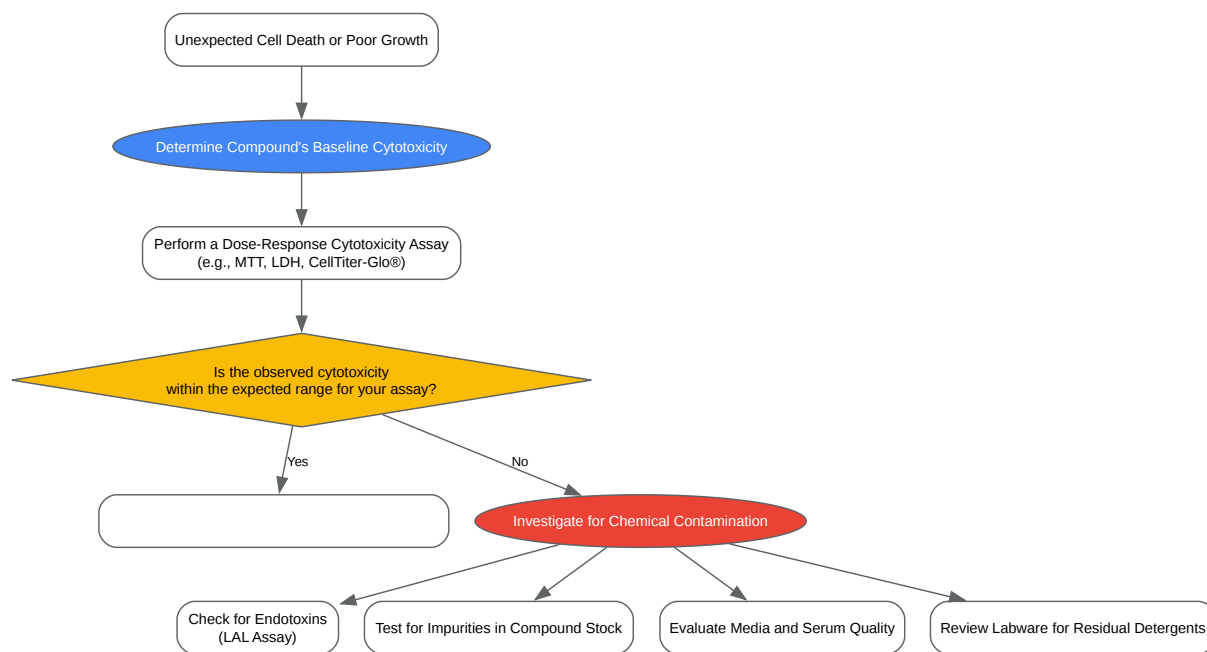 Unexpected Cell Death or Poor Growth
Determine Compound's Baseline Cytotoxicity
Perform a Dose-Response Cytotoxicity Assay
(e.g., MTT, LDH, CellTiter-Glo®)
Is the observed cytotoxicity
within the expected range for your assay?
Yes
No
Investigate for Chemical Contamination
Check for Endotoxins
(LAL Assay)
Test for Impurities in Compound Stock
Evaluate Media and Serum Quality
Review Labware for Residual Detergents